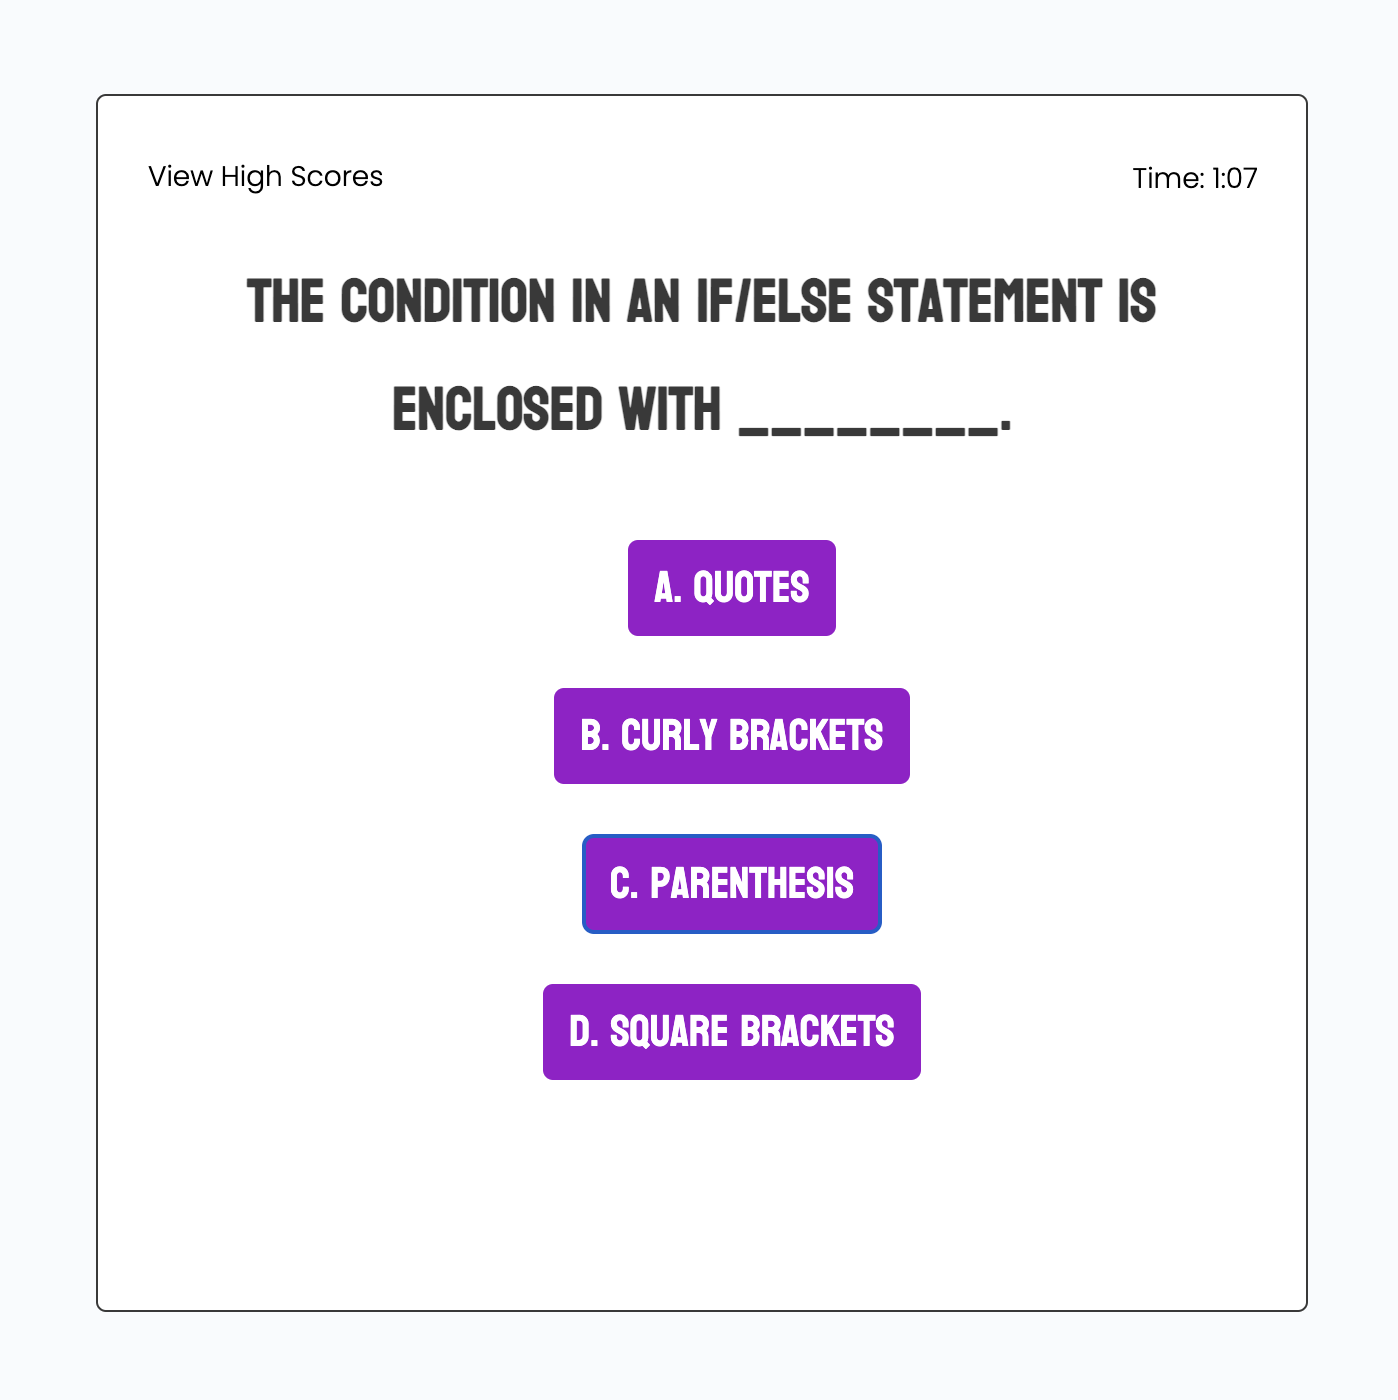 View High Scores
Time: 1:07
THE CONDITION IN AN IF/ELSE STATEMENT IS
ENCLOSED WITH ________.
A. QUOTES
B. CURLY BRACKETS
C. PARENTHESIS
D. SQUARE BRACKETS